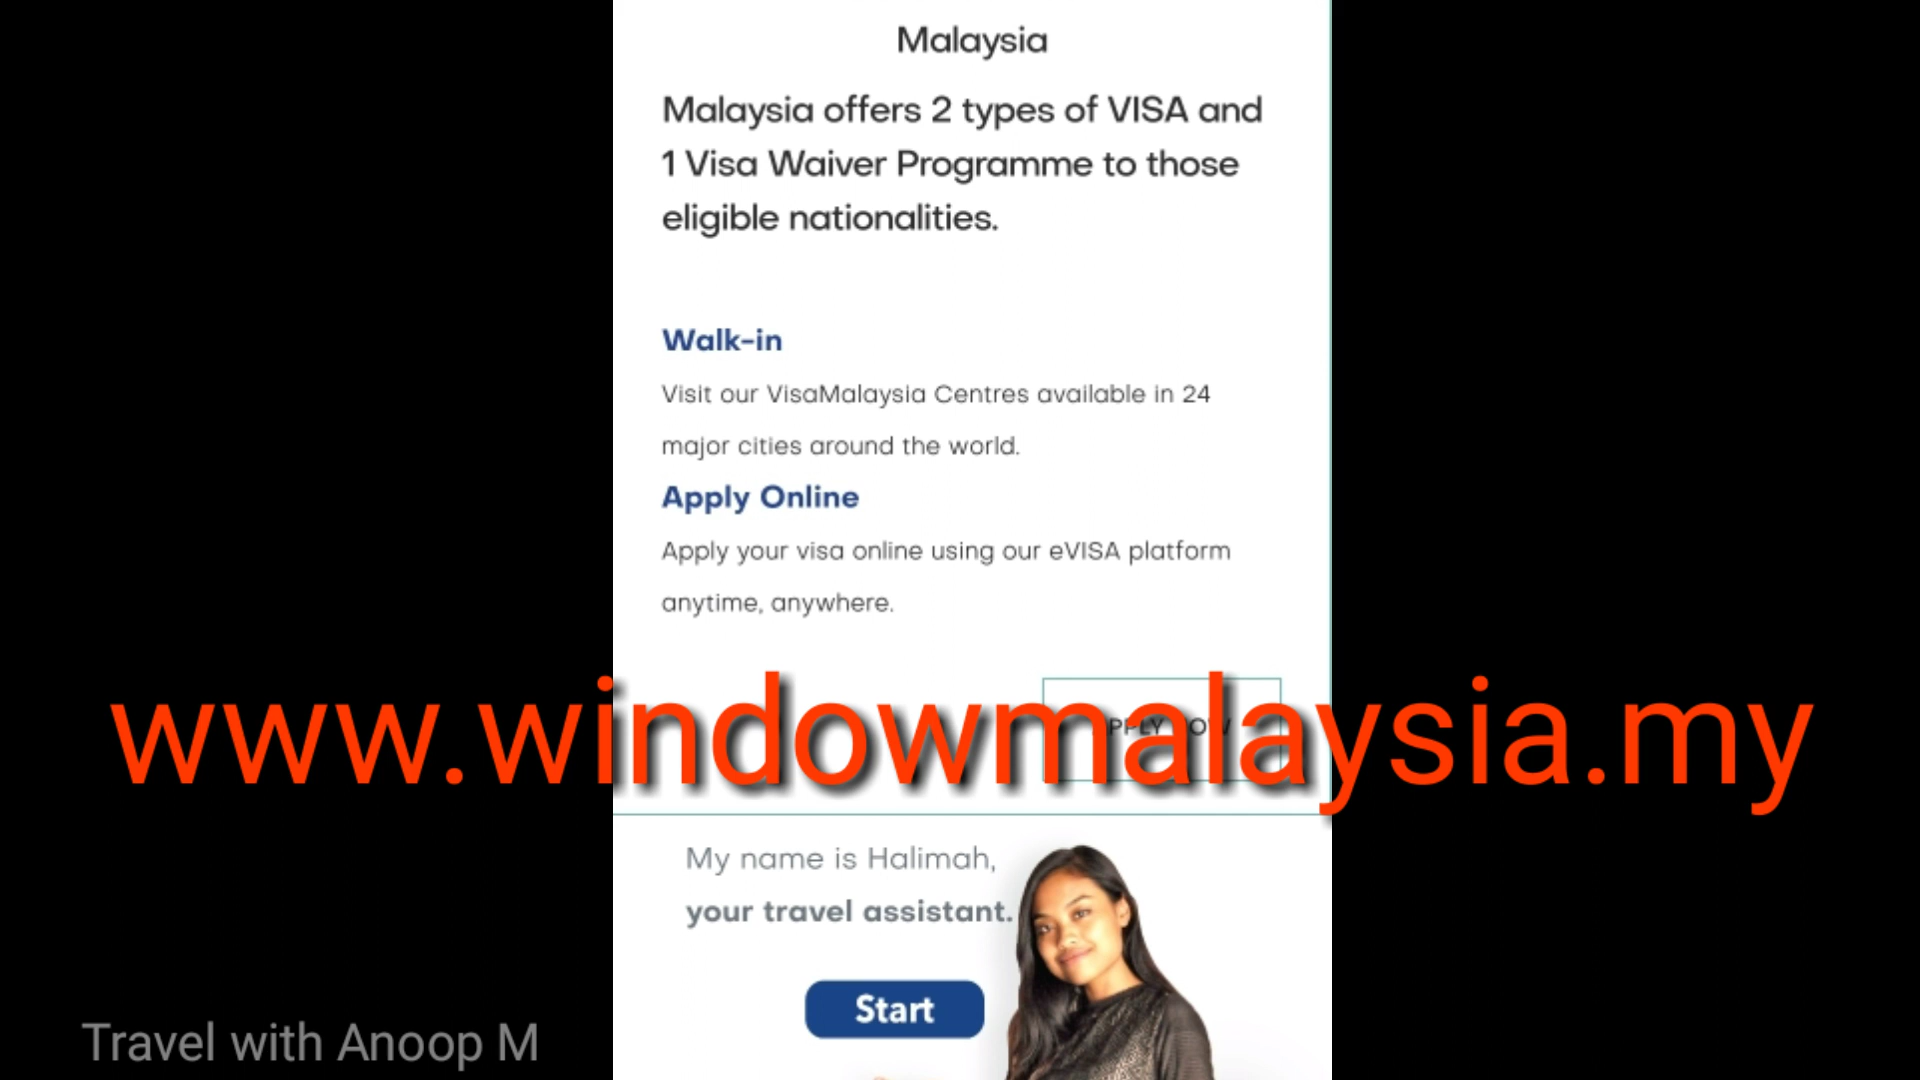 Malaysia
Malaysia offers 2 types of VISA and
1 Visa Waiver Programme to those
eligible nationalities.
Walk-in
Visit our VisaMalaysia Centres available in 24
major cities around the world.
Apply Online
Apply your visa online using our eVISA platform
anytime, anywhere.
APPLY NOW
www.windowmalaysia.my
My name is Halimah,
your travel assistant.
Start
Travel with Anoop M